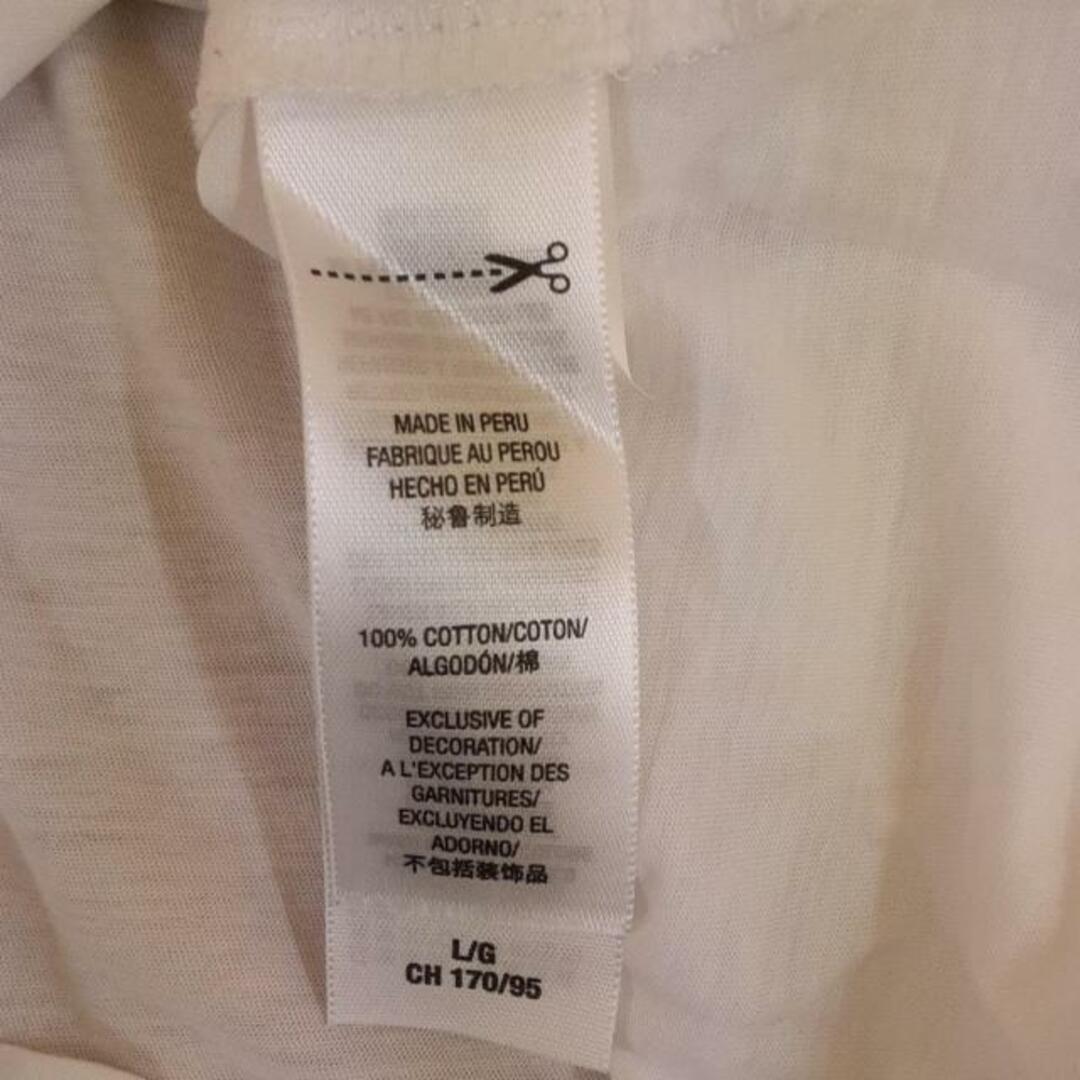 MADE IN PERU
FABRIQUE AU PEROU
HECHO EN PERÚ
秘鲁制造
100% COTTON/COTON/
ALGODÓN/棉
EXCLUSIVE OF
DECORATION/
A L'EXCEPTION DES
GARNITURES/
EXCLUYENDO EL
ADORNO/
不包括装饰品
L/G
CH 170/95